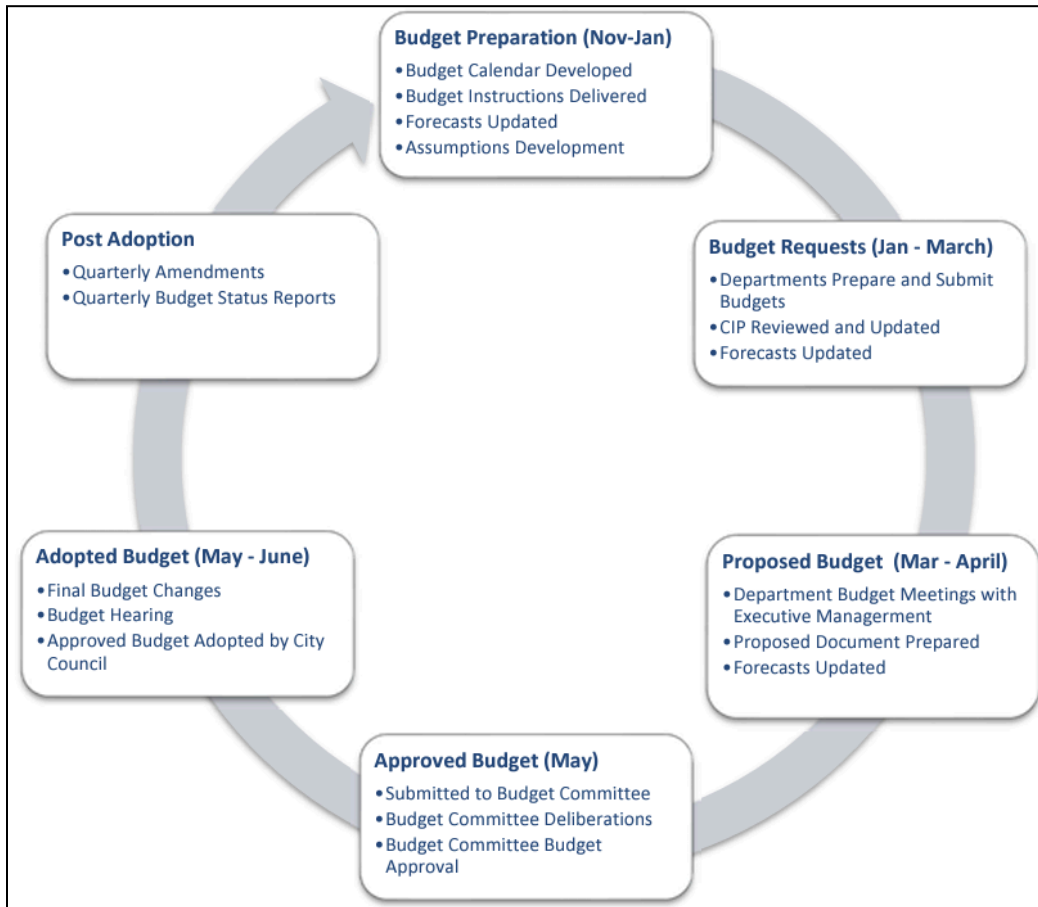 Budget Preparation (Nov-Jan)
•Budget Calendar Developed
•Budget Instructions Delivered
•Forecasts Updated
•Assumptions Development
Budget Requests (Jan - March)
•Departments Prepare and Submit
Budgets
•CIP Reviewed and Updated
•Forecasts Updated
Proposed Budget (Mar - April)
•Department Budget Meetings with
Executive Managerment
•Proposed Document Prepared
•Forecasts Updated
Approved Budget (May)
•Submitted to Budget Committee
•Budget Committee Deliberations
•Budget Committee Budget
Approval
Adopted Budget (May - June)
•Final Budget Changes
•Budget Hearing
•Approved Budget Adopted by City
Council
Post Adoption
•Quarterly Amendments
•Quarterly Budget Status Reports